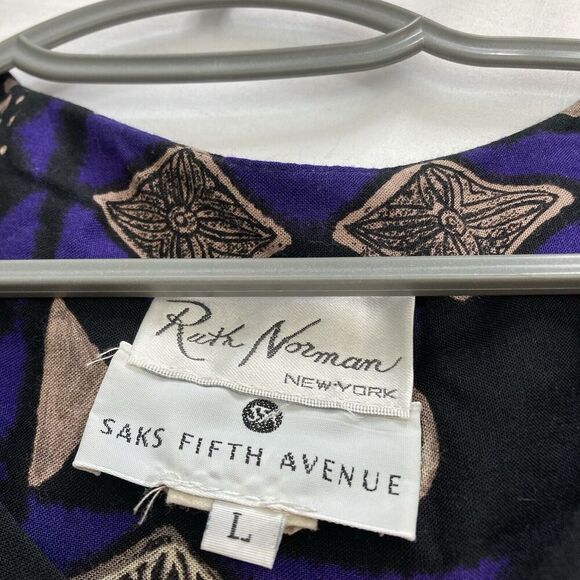 Ruth Norman
NEW·YORK
SAKS FIFTH AVENUE
L